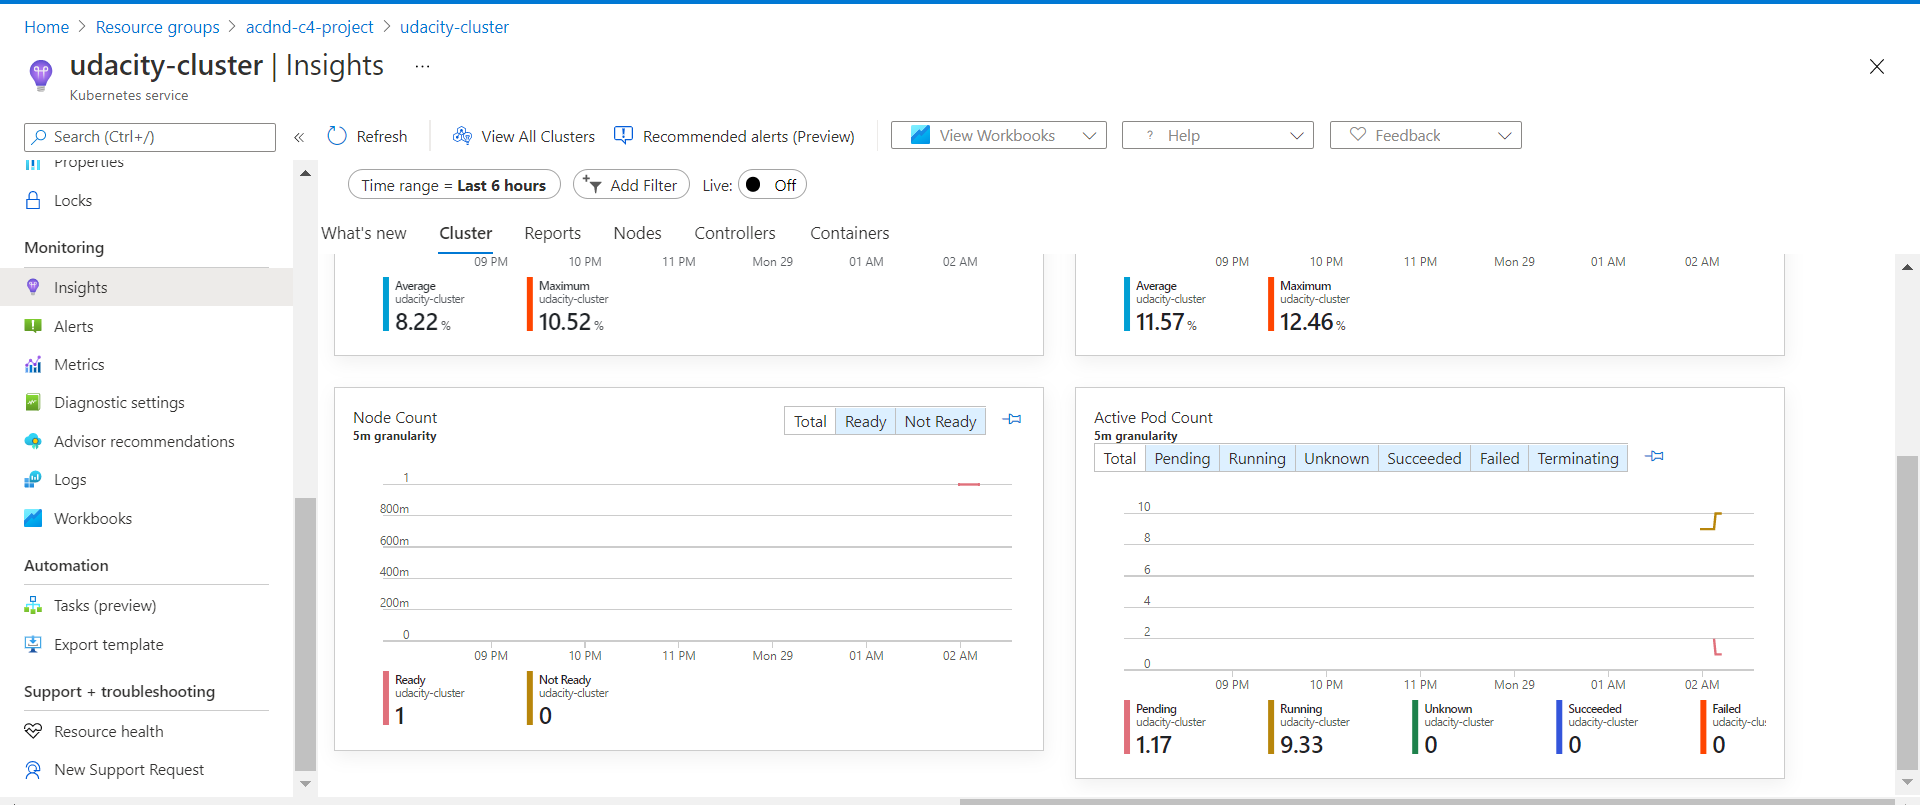 Home > Resource groups > acdnd-c4-project > udacity-cluster
udacity-cluster | Insights ...
Kubernetes service
Search (Ctrl+/)
«
Refresh
View All Clusters
Recommended alerts (Preview)
View Workbooks
? Help
Feedback
Properties
Locks
Monitoring
Insights
Alerts
Metrics
Diagnostic settings
Advisor recommendations
Logs
Workbooks
Automation
Tasks (preview)
Export template
Support + troubleshooting
Resource health
New Support Request
Time range = Last 6 hours
Add Filter
Live: Off
What's new Cluster Reports Nodes Controllers Containers
09 PM 10 PM 11 PM Mon 29 01 AM 02 AM
Average Maximum
udacity-cluster udacity-cluster
8.22 % 10.52 %
09 PM 10 PM 11 PM Mon 29 01 AM 02 AM
Average Maximum
udacity-cluster udacity-cluster
11.57 % 12.46 %
Node Count
5m granularity
Total Ready Not Ready
1
800m
600m
400m
200m
0
09 PM 10 PM 11 PM Mon 29 01 AM 02 AM
Ready Not Ready
udacity-cluster udacity-cluster
1 0
Active Pod Count
5m granularity
Total Pending Running Unknown Succeeded Failed Terminating
10
8
6
4
2
0
09 PM 10 PM 11 PM Mon 29 01 AM 02 AM
Pending Running Unknown Succeeded Failed
udacity-cluster udacity-cluster udacity-cluster udacity-cluster udacity-clu
1.17 9.33 0 0 0